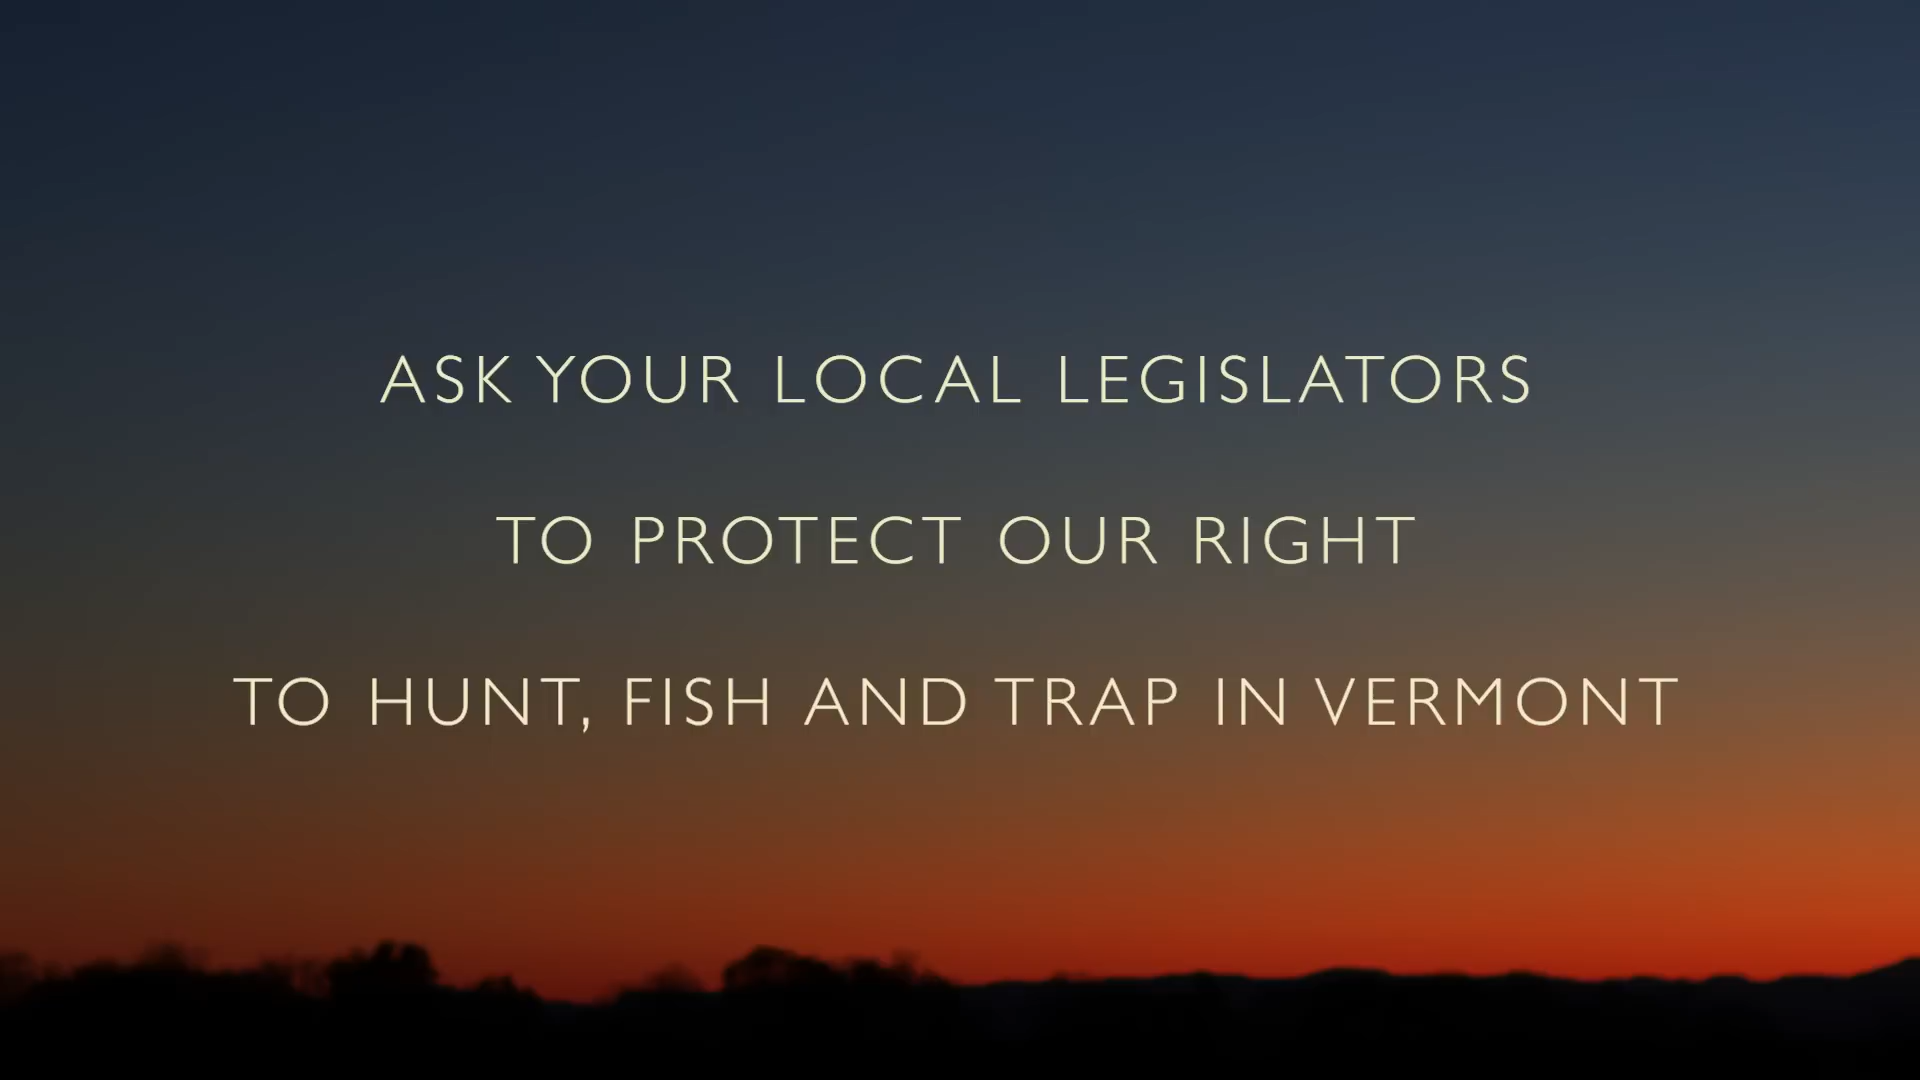 ASK YOUR LOCAL LEGISLATORS
TO PROTECT OUR RIGHT
TO HUNT, FISH AND TRAP IN VERMONT